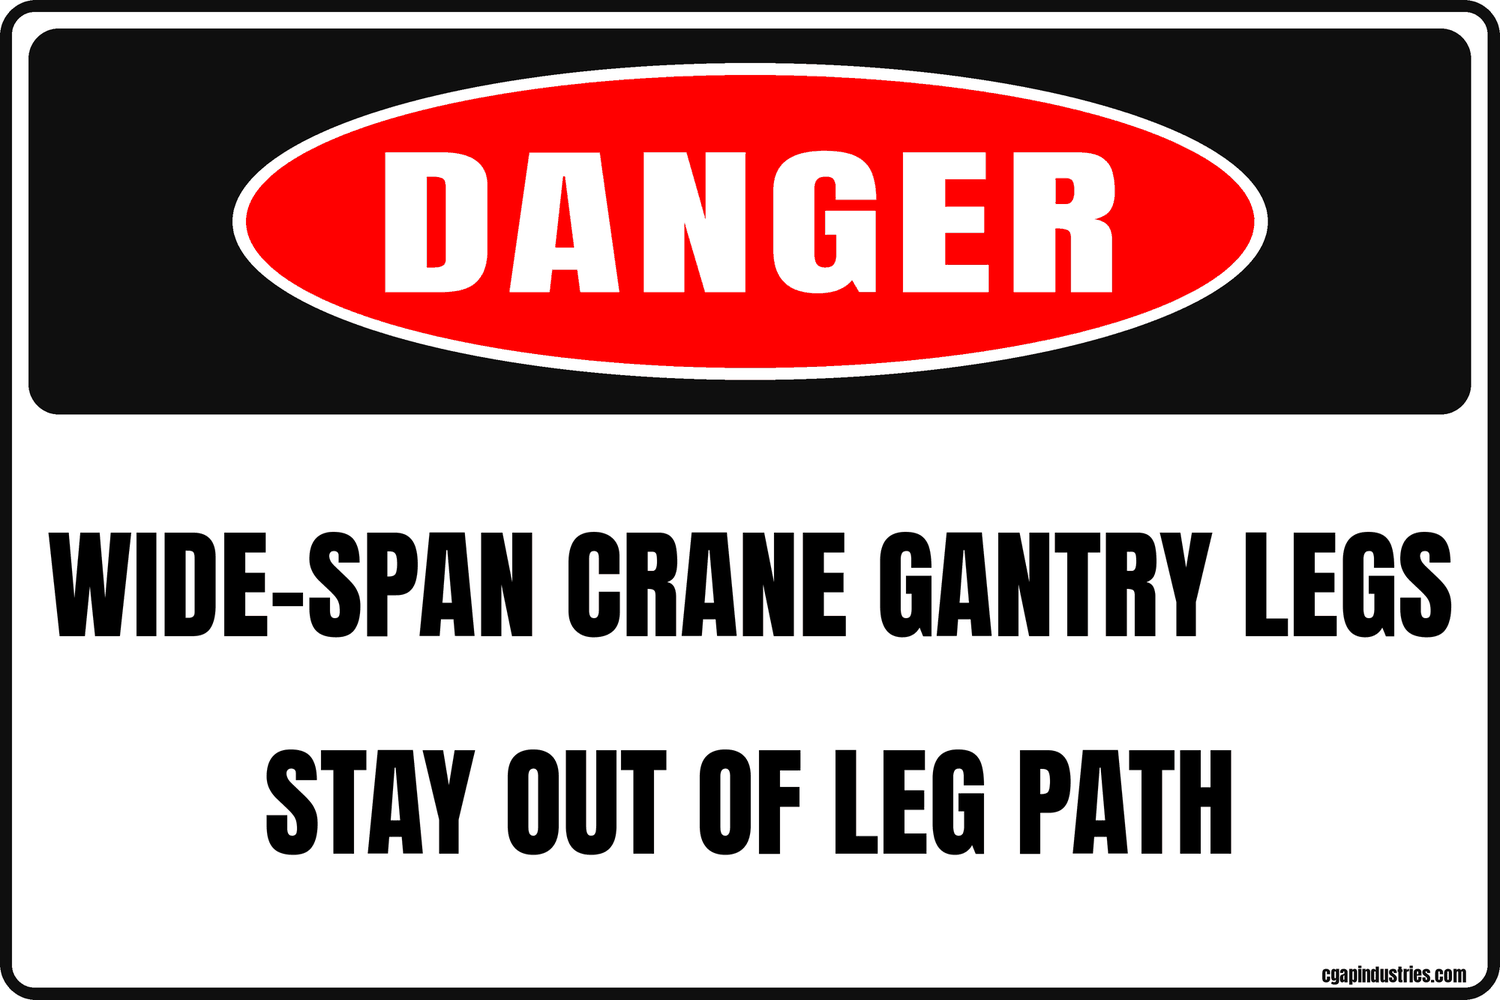 DANGER
WIDE-SPAN CRANE GANTRY LEGS
STAY OUT OF LEG PATH
cgapindustries.com